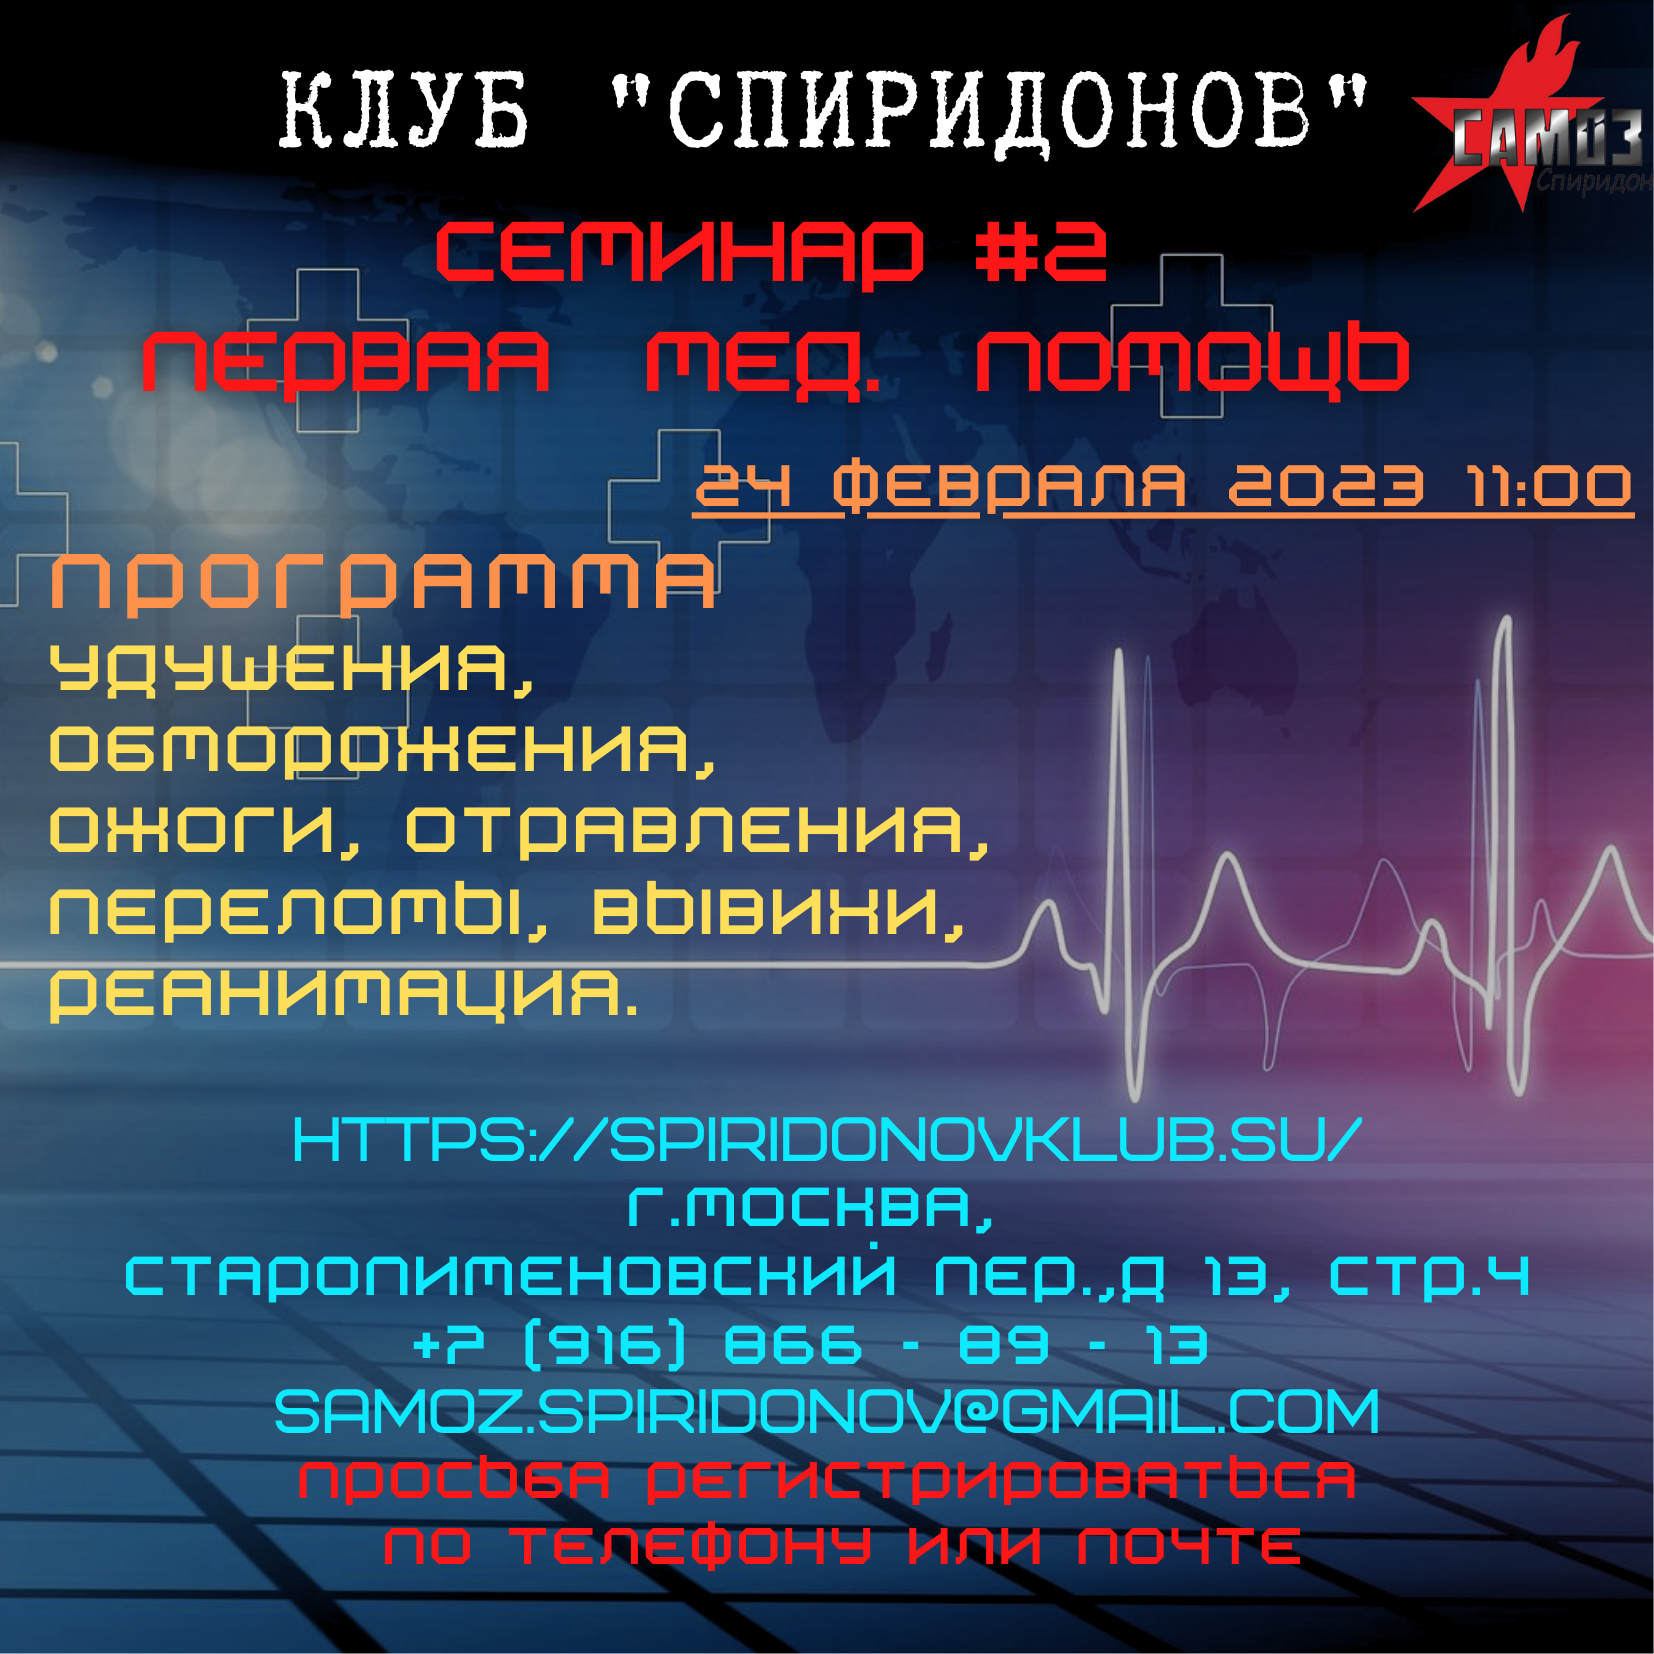 КЛУБ "СПИРИДОНОВ"
САМОЗ
Спиридон
СЕМИНАР #2
ПЕРВАЯ МЕД. ПОМОЩЬ
24 ФЕВРАЛЯ 2023 11:00
ПРОГРАММА
УДУШЕНИЯ,
ОБМОРОЖЕНИЯ,
ОЖОГИ, ОТРАВЛЕНИЯ,
ПЕРЕЛОМЫ, ВЫВИХИ,
РЕАНИМАЦИЯ.
HTTPS://SPIRIDONOVKLUB.SU/
Г.МОСКВА,
СТАРОПИМЕНОВСКИЙ ПЕР.,Д 13, СТР.4
+7 (916) 866 - 89 - 13
SAMOZ.SPIRIDONOV@GMAIL.COM
ПРОСЬБА РЕГИСТРИРОВАТЬСЯ
ПО ТЕЛЕФОНУ ИЛИ ПОЧТЕ